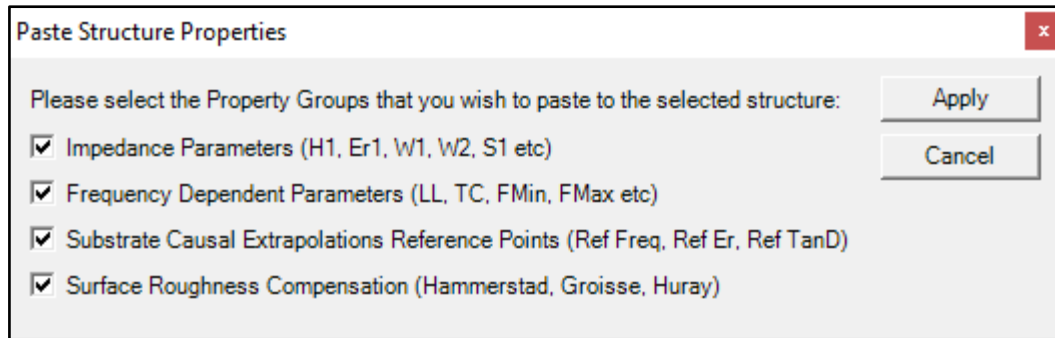 Paste Structure Properties
x
Please select the Property Groups that you wish to paste to the selected structure:
Apply
Impedance Parameters (H1, Er1, W1, W2, S1 etc)
Cancel
Frequency Dependent Parameters (LL, TC, FMin, FMax etc)
Substrate Causal Extrapolations Reference Points (Ref Freq, Ref Er, Ref TanD)
Surface Roughness Compensation (Hammerstad, Groisse, Huray)